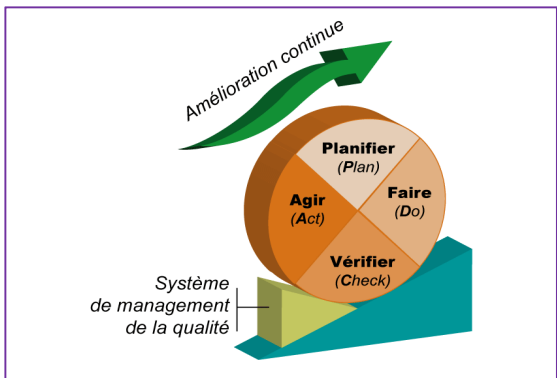 Amélioration continue
Planifier
(Plan)
Agir
(Act)
Faire
(Do)
Vérifier
(Check)
Système
de management
de la qualité